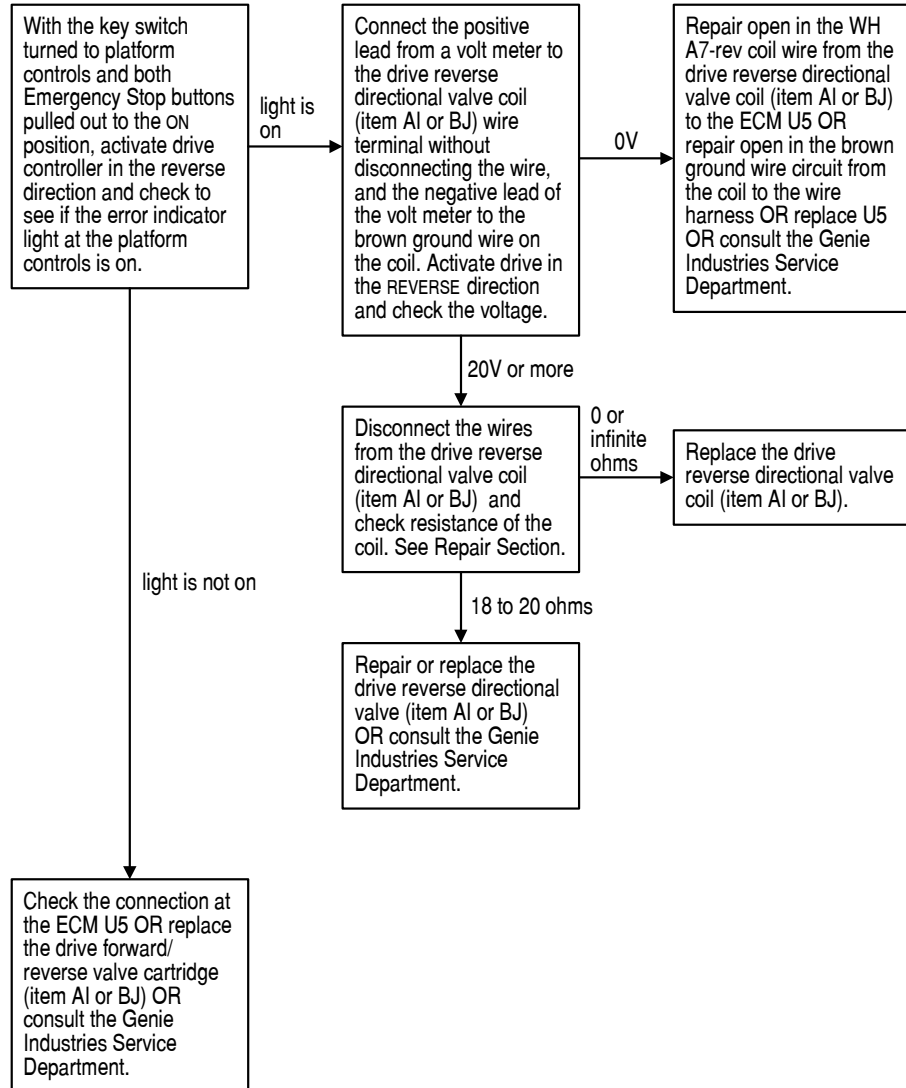 With the key switch
turned to platform
controls and both
Emergency Stop buttons
pulled out to the ON
position, activate drive
controller in the reverse
direction and check to
see if the error indicator
light at the platform
controls is on.
light is
on
Connect the positive
lead from a volt meter to
the drive reverse
directional valve coil
(item AI or BJ) wire
terminal without
disconnecting the wire,
and the negative lead of
the volt meter to the
brown ground wire on
the coil. Activate drive in
the REVERSE direction
and check the voltage.
0V
Repair open in the WH
A7-rev coil wire from the
drive reverse directional
valve coil (item AI or BJ)
to the ECM U5 OR
repair open in the brown
ground wire circuit from
the coil to the wire
harness OR replace U5
OR consult the Genie
Industries Service
Department.
20V or more
Disconnect the wires
from the drive reverse
directional valve coil
(item AI or BJ) and
check resistance of the
coil. See Repair Section.
0 or
infinite
ohms
Replace the drive
reverse directional valve
coil (item AI or BJ).
18 to 20 ohms
Repair or replace the
drive reverse directional
valve (item AI or BJ)
OR consult the Genie
Industries Service
Department.
light is not on
Check the connection at
the ECM U5 OR replace
the drive forward/
reverse valve cartridge
(item AI or BJ) OR
consult the Genie
Industries Service
Department.